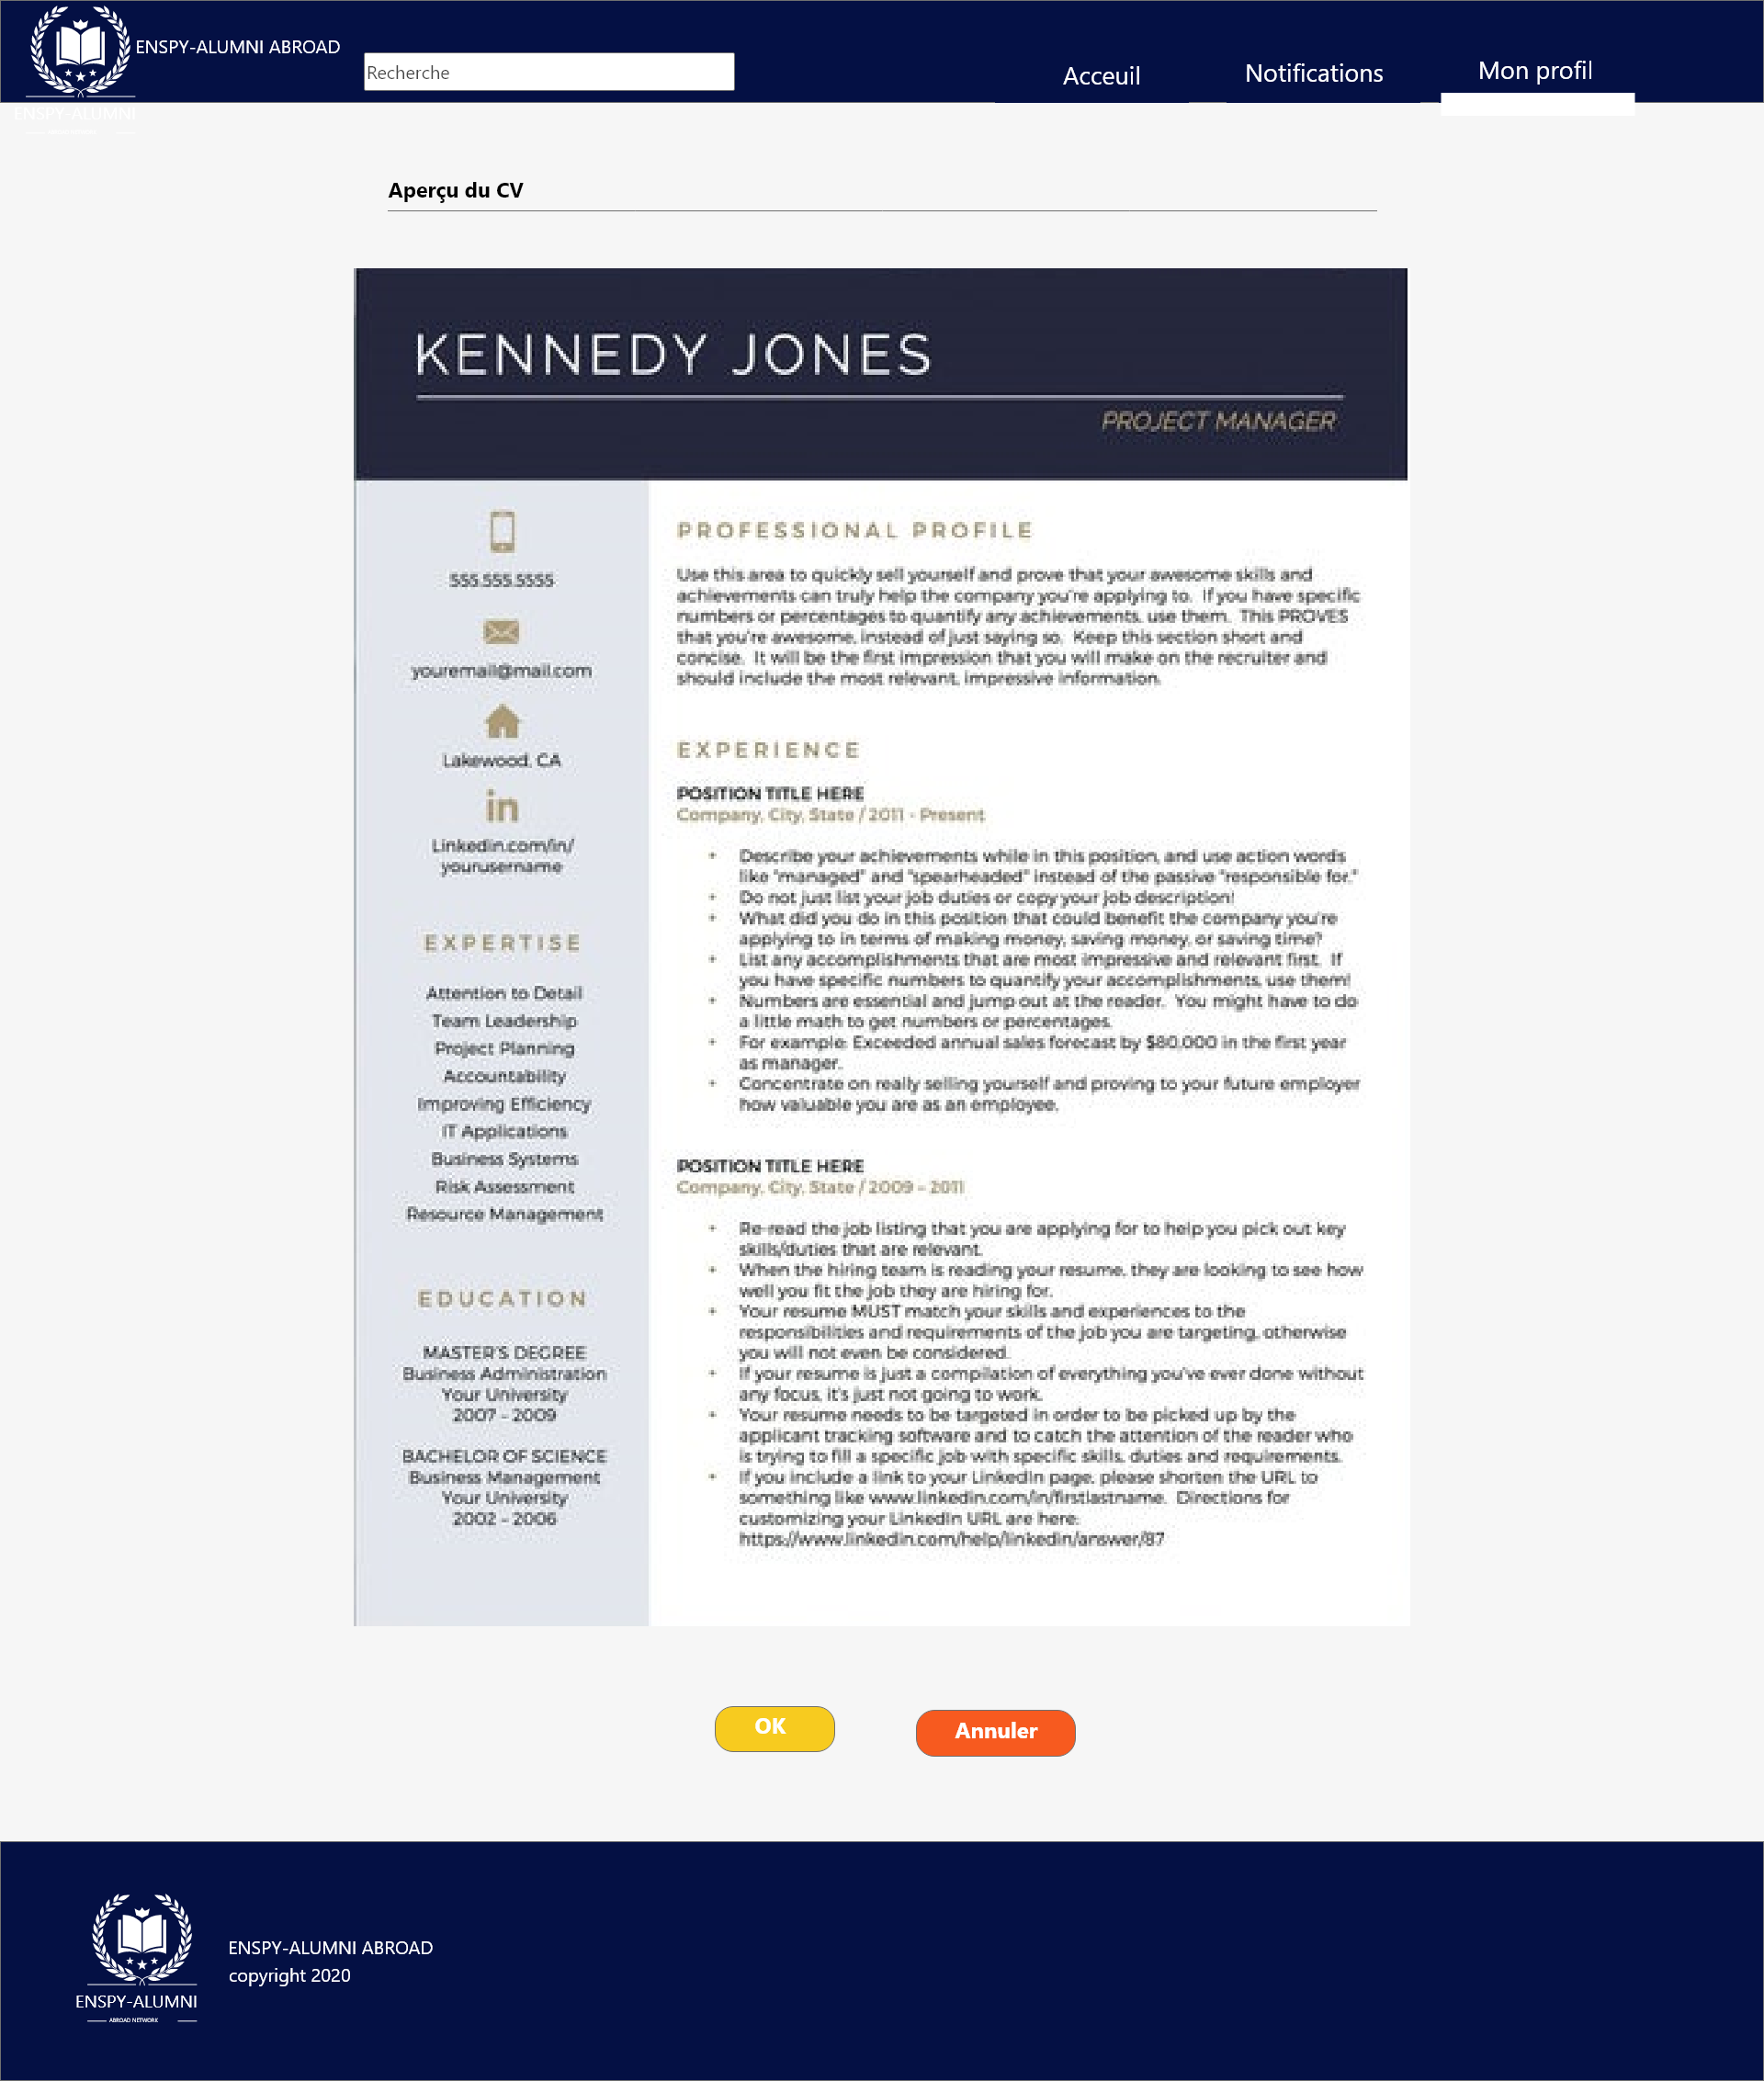 ENSPY-ALUMNI ABROAD
Recherche
Acceuil
Notifications
Mon profil
ENSPY-ALUMNI
Aperçu du CV
KENNEDY JONES
PROJECT MANAGER
555.555.5555
youremail@mail.com
Lakewood, CA
in
Linkedin.com/in/
yourusername
EXPERTISE
Attention to Detail
Team Leadership
Project Planning
Accountability
Improving Efficiency
IT Applications
Business Systems
Risk Assessment
Resource Management
EDUCATION
MASTER'S DEGREE
Business Administration
Your University
2007 - 2009
BACHELOR OF SCIENCE
Business Management
Your University
2002 - 2006
PROFESSIONAL PROFILE
Use this area to quickly sell yourself and prove that your awesome skills and
achievements can truly help the company you're applying to. If you have specific
numbers or percentages to quantify any achievements, use them. This PROVES
that you're awesome, instead of just saying so. Keep this section short and
concise. It will be the first impression that you will make on the recruiter and
should include the most relevant, impressive information.
EXPERIENCE
POSITION TITLE HERE
Company, City, State / 2011 - Present
• Describe your achievements while in this position, and use action words
like "managed" and "spearheaded" instead of the passive "responsible for."
• Do not just list your job duties or copy your job description!
• What did you do in this position that could benefit the company you're
applying to in terms of making money, saving money, or saving time?
• List any accomplishments that are most impressive and relevant first. If
you have specific numbers to quantify your accomplishments, use them!
• Numbers are essential and jump out at the reader. You might have to do
a little math to get numbers or percentages.
• For example: Exceeded annual sales forecast by $80,000 in the first year
as manager.
• Concentrate on really selling yourself and proving to your future employer
how valuable you are as an employee.
POSITION TITLE HERE
Company, City, State / 2009 – 2011
• Re-read the job listing that you are applying for to help you pick out key
skills/duties that are relevant.
• When the hiring team is reading your resume, they are looking to see how
well you fit the job they are hiring for.
• Your resume MUST match your skills and experiences to the
responsibilities and requirements of the job you are targeting, otherwise
you will not even be considered.
• If your resume is just a compilation of everything you've ever done without
any focus, it's just not going to work.
• Your resume needs to be targeted in order to be picked up by the
applicant tracking software and to catch the attention of the reader who
is trying to fill a specific job with specific skills, duties and requirements.
• If you include a link to your LinkedIn page, please shorten the URL to
something like www.linkedin.com/in/firstlastname. Directions for
customizing your LinkedIn URL are here:
https://www.linkedin.com/help/linkedin/answer/87
OK
Annuler
ENSPY-ALUMNI ABROAD
copyright 2020
ENSPY-ALUMNI
ABROAD NETWORK